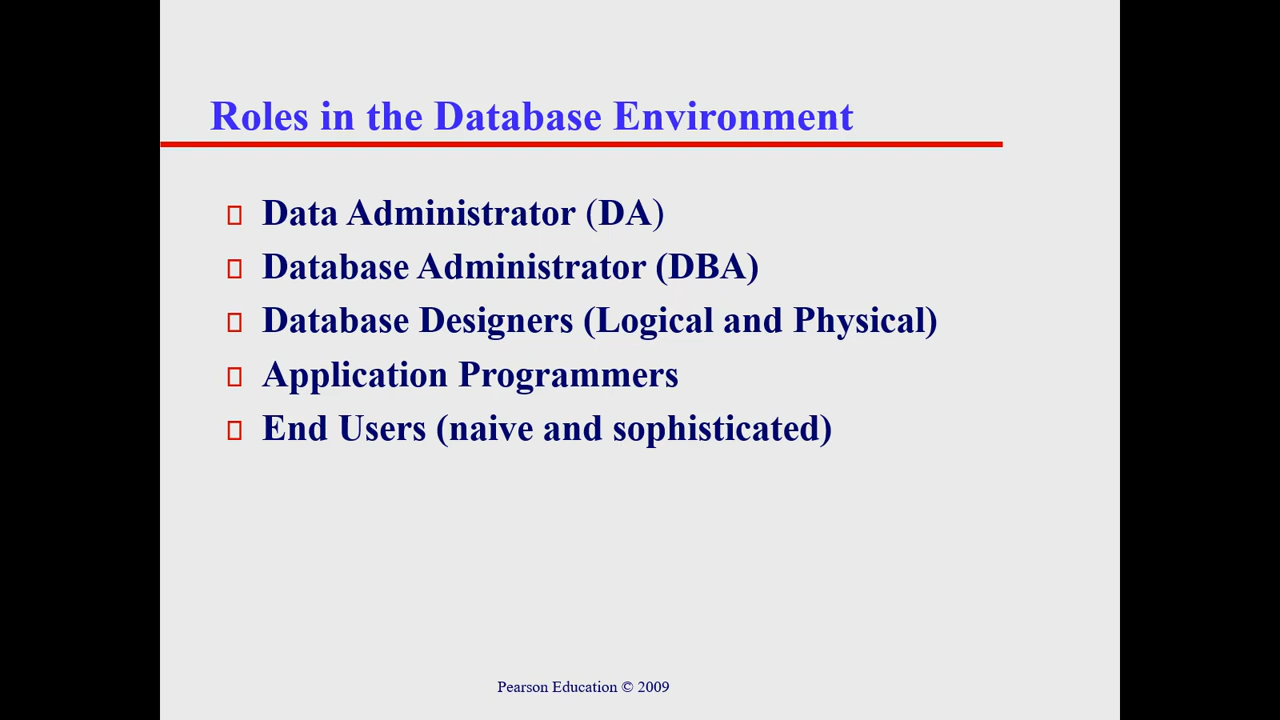 Roles in the Database Environment
Data Administrator (DA)
Database Administrator (DBA)
Database Designers (Logical and Physical)
Application Programmers
End Users (naive and sophisticated)
Pearson Education © 2009